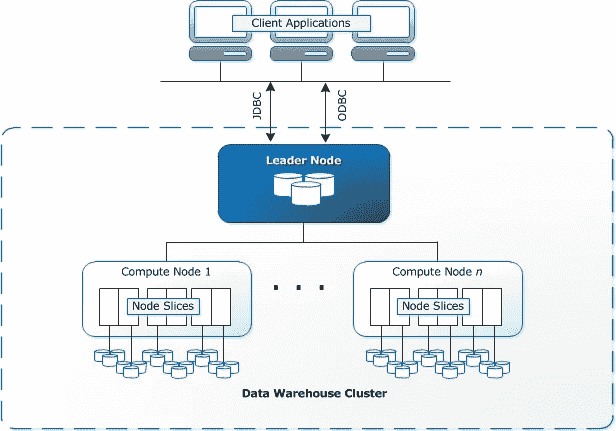 Client Applications
JDBC
ODBC
Leader Node
Compute Node 1
Compute Node n
Node Slices
Node Slices
Data Warehouse Cluster